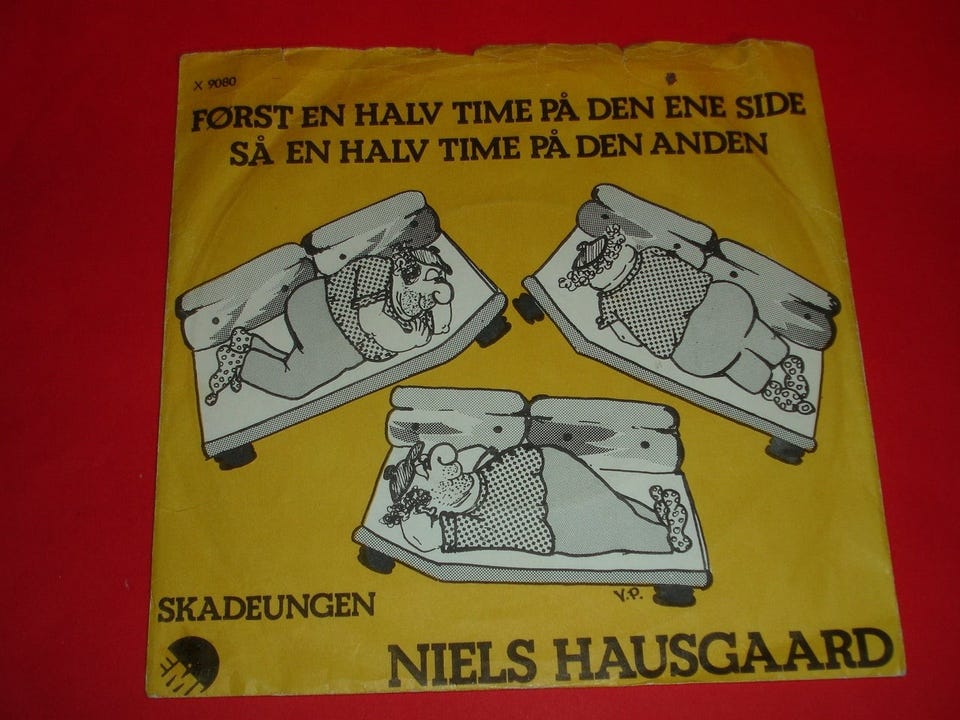 X 9080
FØRST EN HALV TIME PÅ DEN ENE SIDE
SÅ EN HALV TIME PÅ DEN ANDEN
Y.P.
SKADEUNGEN
EMI
NIELS HAUSGAARD